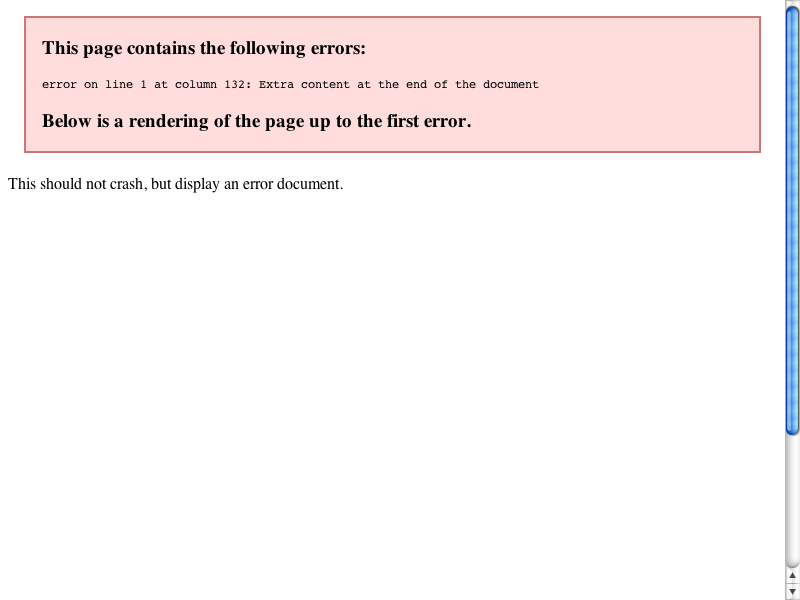 This page contains the following errors:
error on line 1 at column 132: Extra content at the end of the document
Below is a rendering of the page up to the first error.
This should not crash, but display an error document.